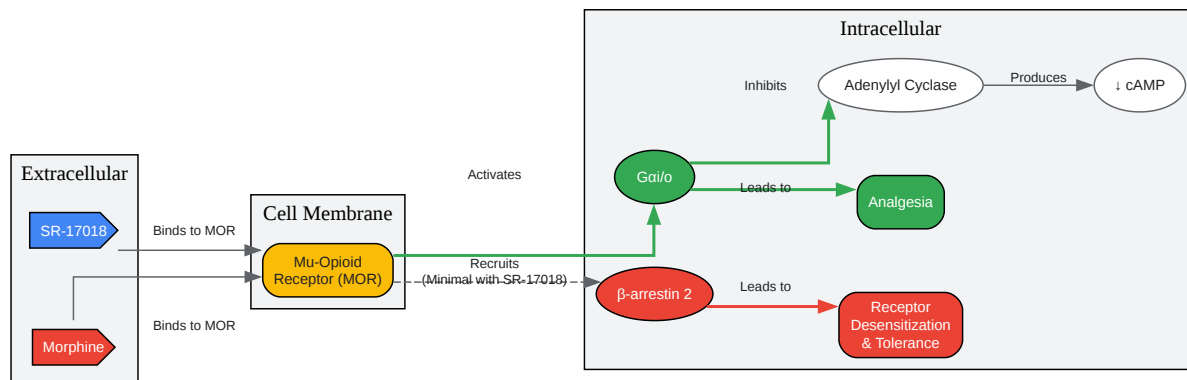 Intracellular
Inhibits
Adenylyl Cyclase
Produces
↓ cAMP
Extracellular
Activates
Gαi/o
Leads to
Analgesia
Cell Membrane
SR-17018
Binds to MOR
Mu-Opioid
Receptor (MOR)
Recruits
(Minimal with SR-17018)
β-arrestin 2
Leads to
Receptor
Desensitization
& Tolerance
Binds to MOR
Morphine